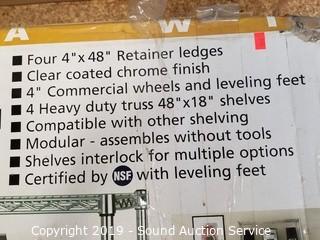 A W I
Four 4"x 48" Retainer ledges
Clear coated chrome finish
4" Commercial wheels and leveling feet
4 Heavy duty truss 48"x18" shelves
Compatible with other shelving
Modular - assembles without tools
Shelves interlock for multiple options
Certified by NSF with leveling feet
Copyright 2019 - Sound Auction Service